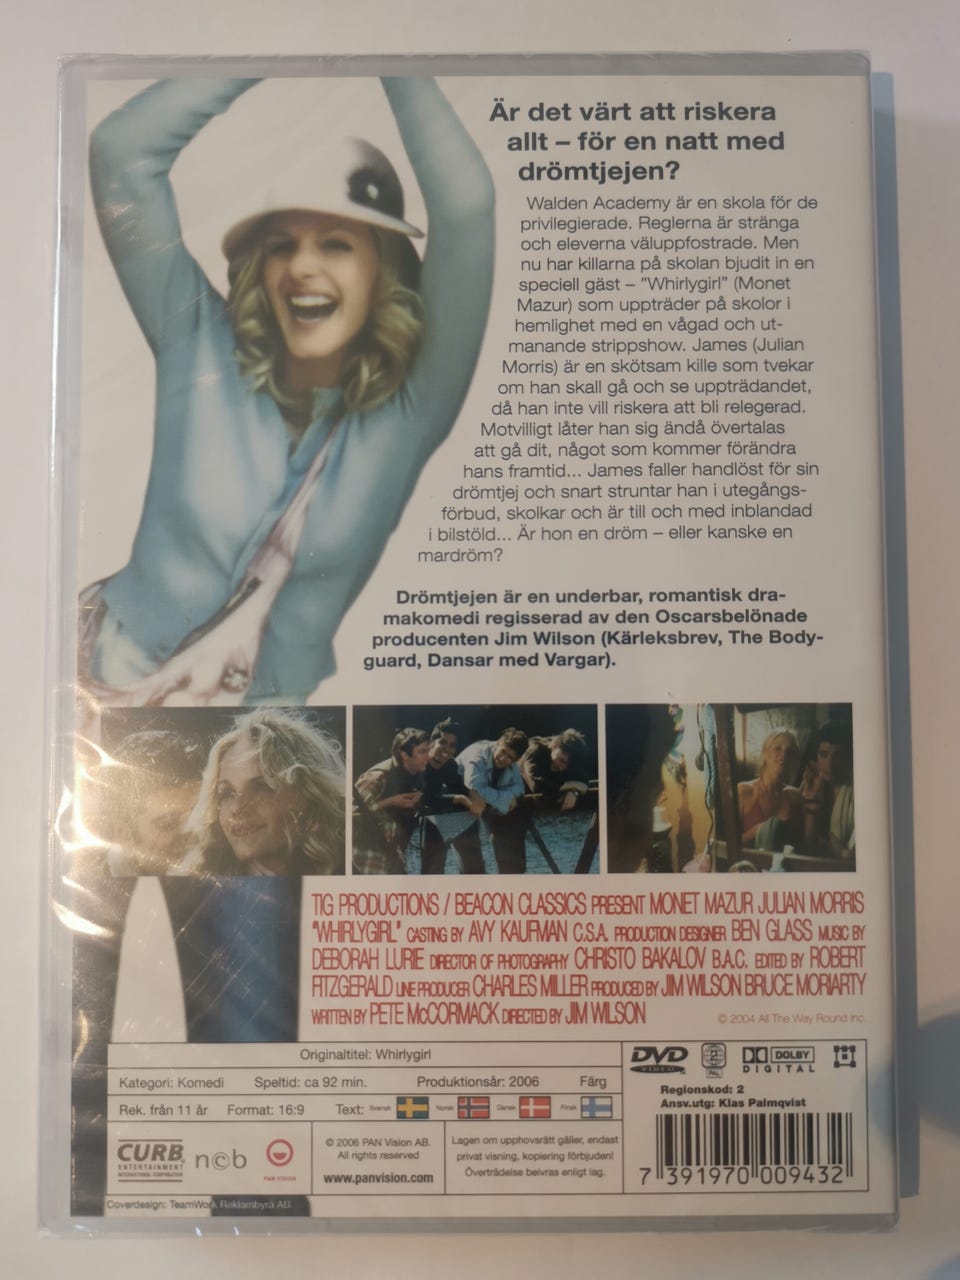 Är det värt att riskera
allt – för en natt med
drömtjejen?
Walden Academy är en skola för de
privilegierade. Reglerna är stränga
och eleverna väluppfostrade. Men
nu har killarna på skolan bjudit in en
speciell gäst – "Whirlygirl" (Monet
Mazur) som uppträder på skolor i
hemlighet med en vågad och ut-
manande strippshow. James (Julian
Morris) är en skötsam kille som tvekar
om han skall gå och se uppträdandet,
då han inte vill riskera att bli relegerad.
Motvilligt låter han sig ändå övertalas
att gå dit, något som kommer förändra
hans framtid... James faller handlöst för sin
drömtjej och snart struntar han i utegångs-
förbud, skolkar och är till och med inblandad
i bilstöld... Är hon en dröm – eller kanske en
mardröm?
Drömtjejen är en underbar, romantisk dra-
makomedi regisserad av den Oscarsbelönade
producenten Jim Wilson (Kärleksbrev, The Body-
guard, Dansar med Vargar).
TIG PRODUCTIONS / BEACON CLASSICS PRESENT MONET MAZUR JULIAN MORRIS
"WHIRLYGIRL" CASTING BY AVY KAUFMAN C.S.A. PRODUCTION DESIGNER BEN GLASS MUSIC BY
DEBORAH LURIE DIRECTOR OF PHOTOGRAPHY CHRISTO BAKALOV B.A.C. EDITED BY ROBERT
FITZGERALD LINE PRODUCER CHARLES MILLER PRODUCED BY JIM WILSON BRUCE MORIARTY
WRITTEN BY PETE McCORMACK DIRECTED BY JIM WILSON
© 2004 All The Way Round Inc.
Originaltitel: Whirlygirl
Kategori: Komedi Speltid: ca 92 min. Produktionsår: 2006 Färg
Rek. från 11 år Format: 16:9 Text: Svensk Norsk Dansk Finsk
DVD VIDEO 2 PAL DOLBY DIGITAL
Regionskod: 2
Ansv.utg: Klas Palmqvist
CURB
ENTERTAINMENT
INTERNATIONAL CORPORATION
n©b
PAN VISION
© 2006 PAN Vision AB.
All rights reserved
www.panvision.com
Lagen om upphovsrätt gäller, endast
privat visning, kopiering förbjuden!
Överträdelse beivras enligt lag.
7 391970 009432
Coverdesign: TeamWork Reklambyrå AB